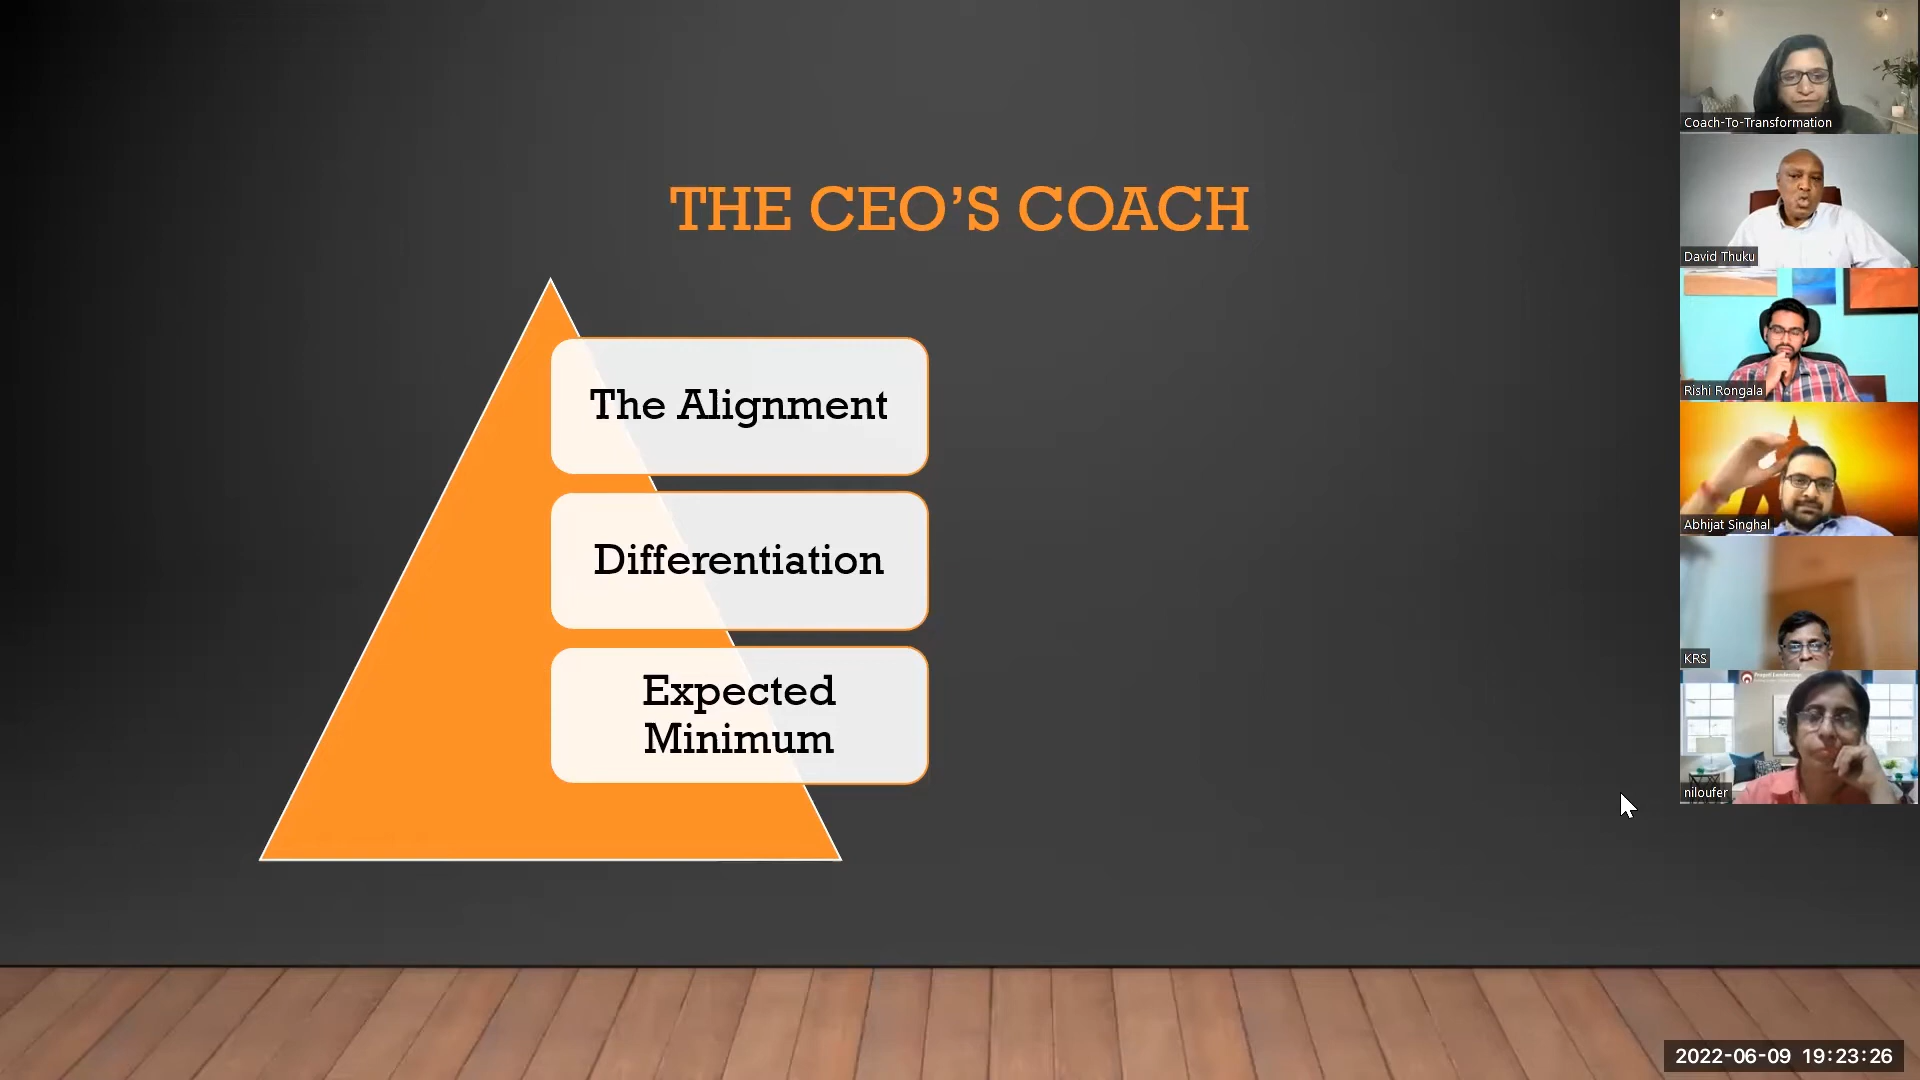 THE CEO’S COACH
The Alignment
Differentiation
Expected
Minimum
Coach-To-Transformation
David Thuku
Rishi Rongala
Abhijat Singhal
KRS
niloufer
2022-06-09 19:23:26